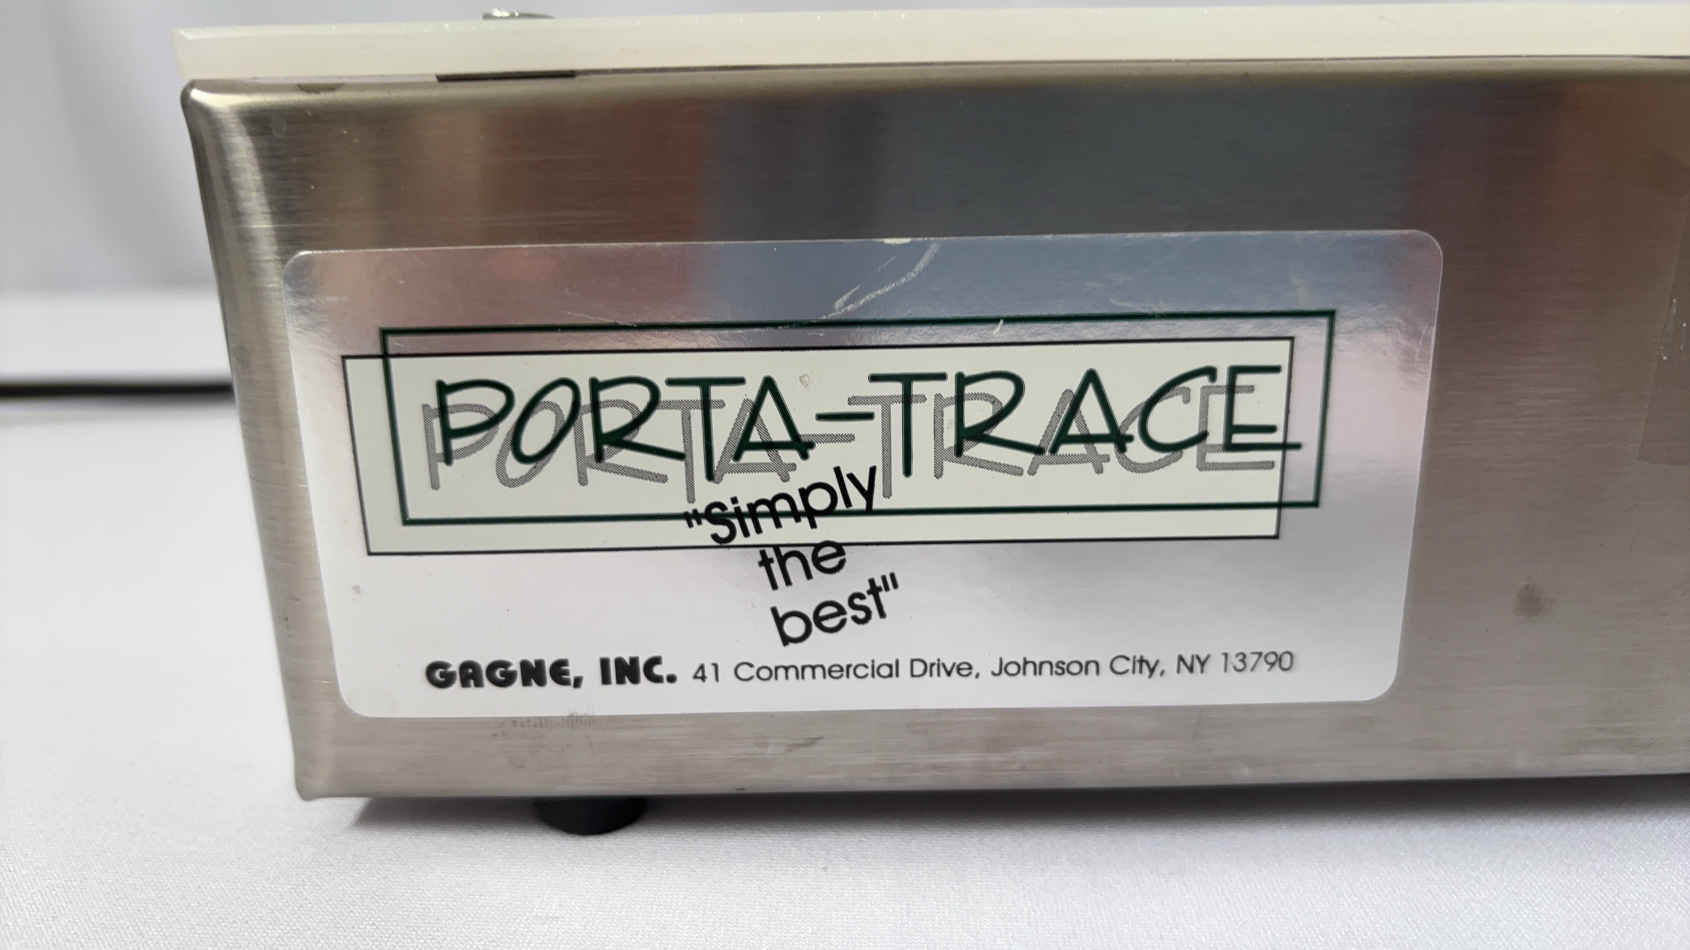 PORTA-TRACE
"Simply
the
best"
GAGNE, INC. 41 Commercial Drive, Johnson City, NY 13790